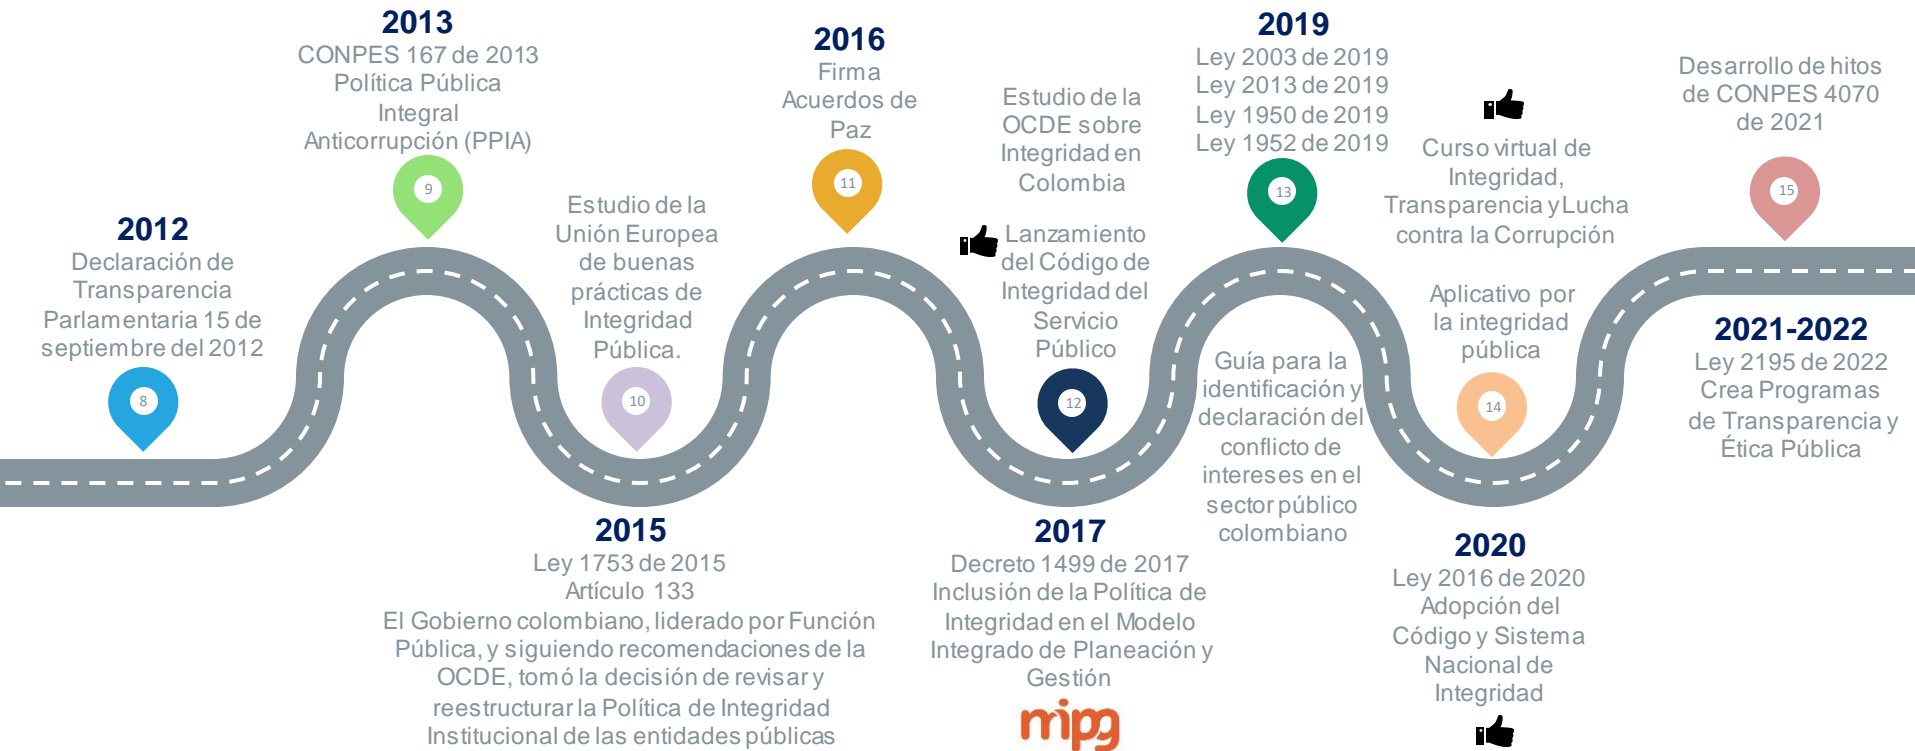 2012
Declaración de
Transparencia
Parlamentaria 15 de
septiembre del 2012
8
2013
CONPES 167 de 2013
Política Pública
Integral
Anticorrupción (PPIA)
9
Estudio de la
Unión Europea
de buenas
prácticas de
Integridad
Pública.
10
2015
Ley 1753 de 2015
Artículo 133
El Gobierno colombiano, liderado por Función
Pública, y siguiendo recomendaciones de la
OCDE, tomó la decisión de revisar y
reestructurar la Política de Integridad
Institucional de las entidades públicas
2016
Firma
Acuerdos de
Paz
11
Estudio de la
OCDE sobre
Integridad en
Colombia
Lanzamiento
del Código de
Integridad del
Servicio
Público
12
2017
Decreto 1499 de 2017
Inclusión de la Política de
Integridad en el Modelo
Integrado de Planeación y
Gestión
mipg
2019
Ley 2003 de 2019
Ley 2013 de 2019
Ley 1950 de 2019
Ley 1952 de 2019
13
Guía para la
identificación y
declaración del
conflicto de
intereses en el
sector público
colombiano
Curso virtual de
Integridad,
Transparencia y Lucha
contra la Corrupción
Aplicativo por
la integridad
pública
14
2020
Ley 2016 de 2020
Adopción del
Código y Sistema
Nacional de
Integridad
Desarrollo de hitos
de CONPES 4070
de 2021
15
2021-2022
Ley 2195 de 2022
Crea Programas
de Transparencia y
Ética Pública